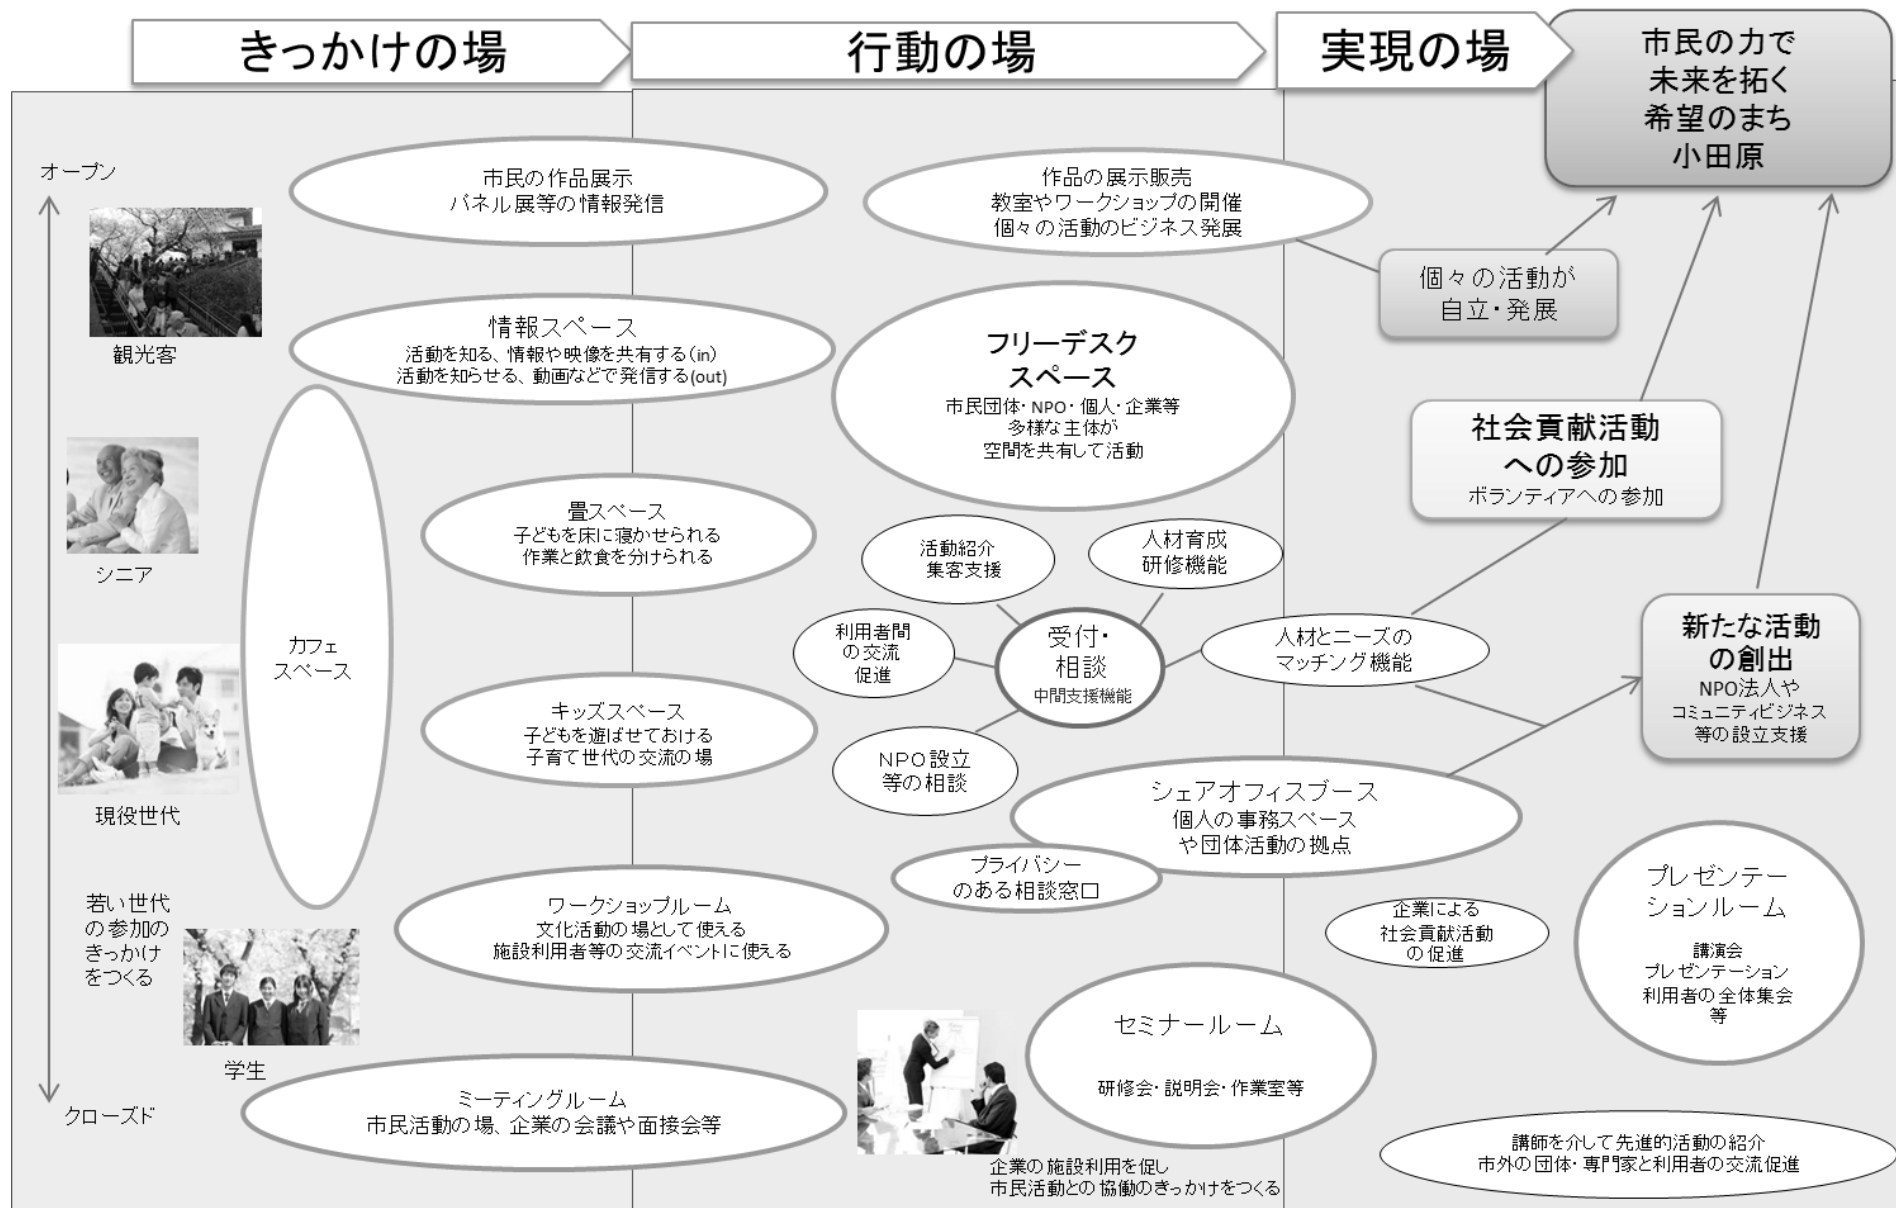 きっかけの場
行動の場
実現の場
市民の力で
未来を拓く
希望のまち
小田原
オープン
観光客
シニア
現役世代
若い世代
の参加の
きっかけ
をつくる
学生
クローズド
市民の作品展示
パネル展等の情報発信
情報スペース
活動を知る、情報や映像を共有する(in)
活動を知らせる、動画などで発信する(out)
カフェ
スペース
畳スペース
子どもを床に寝かせられる
作業と飲食を分けられる
キッズスペース
子どもを遊ばせておける
子育て世代の交流の場
ワークショップルーム
文化活動の場として使える
施設利用者等の交流イベントに使える
ミーティングルーム
市民活動の場、企業の会議や面接会等
作品の展示販売
教室やワークショップの開催
個々の活動のビジネス発展
フリーデスク
スペース
市民団体・NPO・個人・企業等
多様な主体が
空間を共有して活動
活動紹介
集客支援
人材育成
研修機能
利用者間
の交流
促進
受付・
相談
中間支援機能
人材とニーズの
マッチング機能
NPO設立
等の相談
シェアオフィスブース
個人の事務スペース
や団体活動の拠点
プライバシー
のある相談窓口
セミナールーム
研修会・説明会・作業室等
企業の施設利用を促し
市民活動との協働のきっかけをつくる
個々の活動が
自立・発展
社会貢献活動
への参加
ボランティアへの参加
新たな活動
の創出
NPO法人や
コミュニティビジネス
等の設立支援
企業による
社会貢献活動
の促進
プレゼンテー
ションルーム
講演会
プレゼンテーション
利用者の全体集会
等
講師を介して先進的活動の紹介
市外の団体・専門家と利用者の交流促進